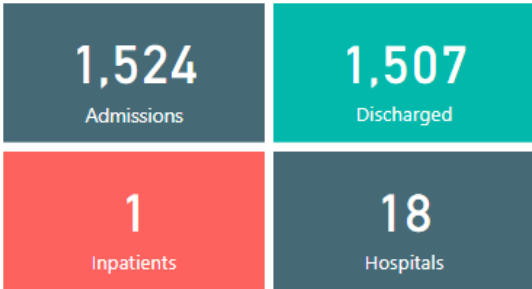 1,524
Admissions
1,507
Discharged
1
Inpatients
18
Hospitals